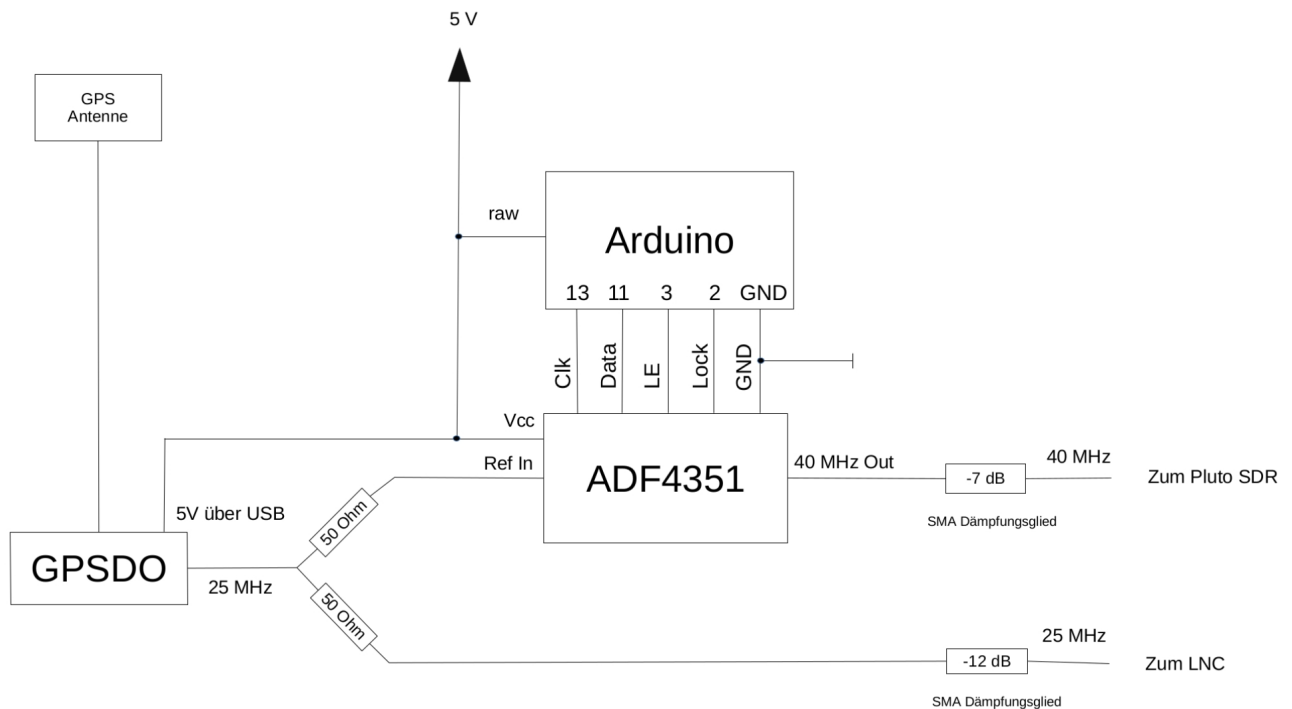 5 V
GPS
Antenne
raw
Arduino
13 11 3 2 GND
Clk
Data
LE
Lock
GND
Vcc
Ref In
ADF4351
40 MHz Out
-7 dB
40 MHz
Zum Pluto SDR
SMA Dämpfungsglied
5V über USB
50 Ohm
GPSDO
25 MHz
50 Ohm
-12 dB
25 MHz
Zum LNC
SMA Dämpfungsglied